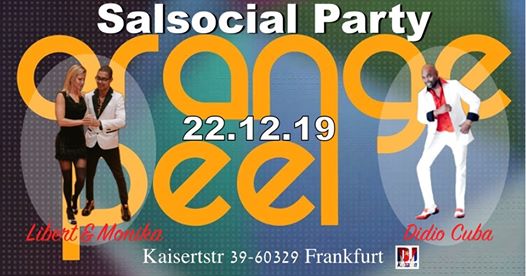 Salsocial Party
orange
22.12.19
peel
Libert & Monika
Didio Cuba
Kaisertstr 39-60329 Frankfurt